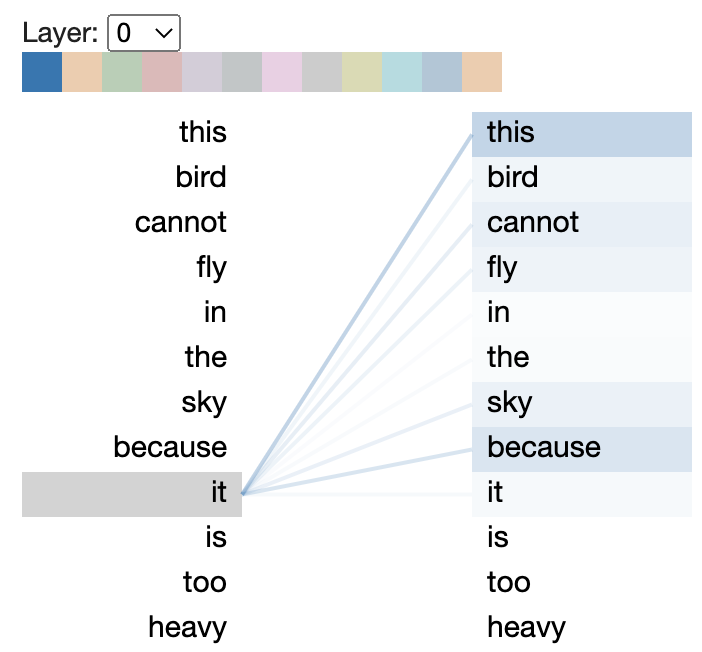 Layer: 0
this this
bird bird
cannot cannot
fly fly
in in
the the
sky sky
because because
it it
is is
too too
heavy heavy